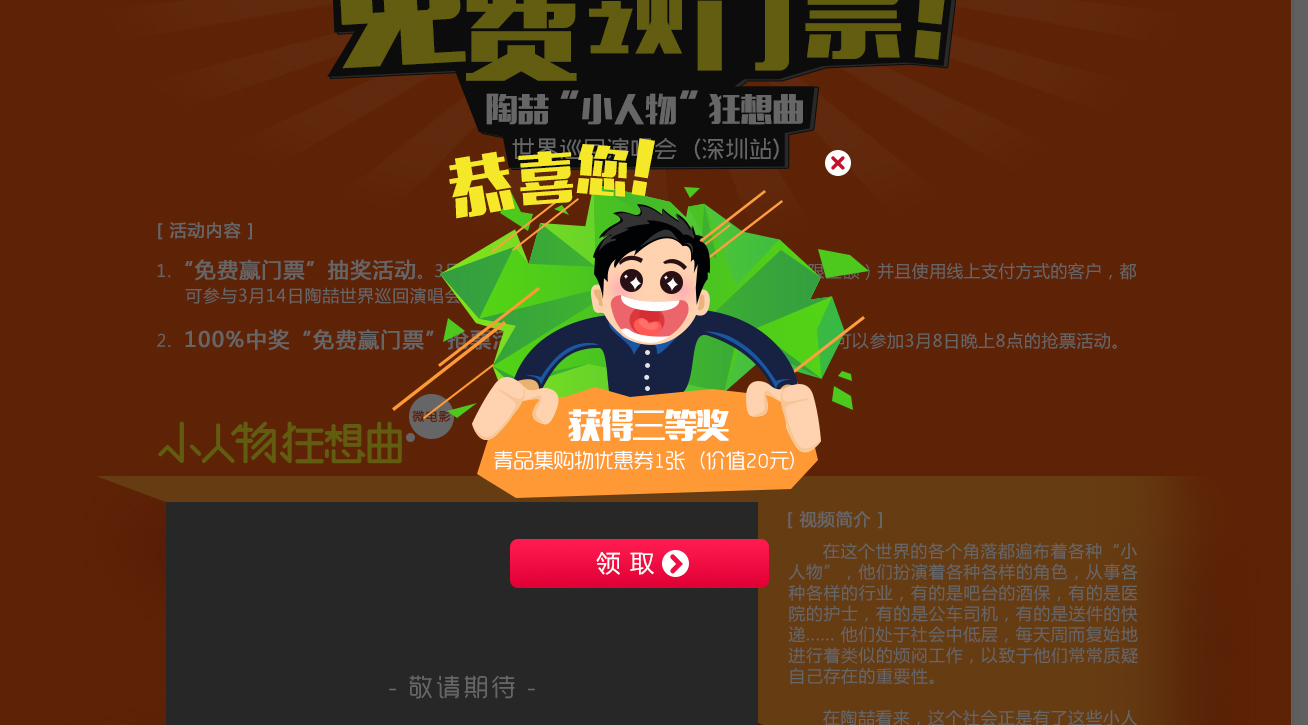 免费领门票!
陶喆“小人物”狂想曲
世界巡回演唱会（深圳站）
恭喜您!
[ 活动内容 ]
1. “免费赢门票”抽奖活动。3
）并且使用线上支付方式的客户，都
可参与3月14日陶喆世界巡回演唱会
2. 100%中奖“免费赢门票”抢票
可以参加3月8日晚上8点的抢票活动。
微电影
小人物狂想曲
获得三等奖
青品集购物优惠券1张（价值20元）
领取
- 敬请期待 -
[ 视频简介 ]
在这个世界的各个角落都遍布着各种“小
人物”，他们扮演着各种各样的角色，从事各
种各样的行业，有的是吧台的酒保，有的是医
院的护士，有的是公车司机，有的是送件的快
递...... 他们处于社会中低层，每天周而复始地
进行着类似的烦闷工作，以致于他们常常质疑
自己存在的重要性。
在陶喆看来，这个社会正是有了这些小人